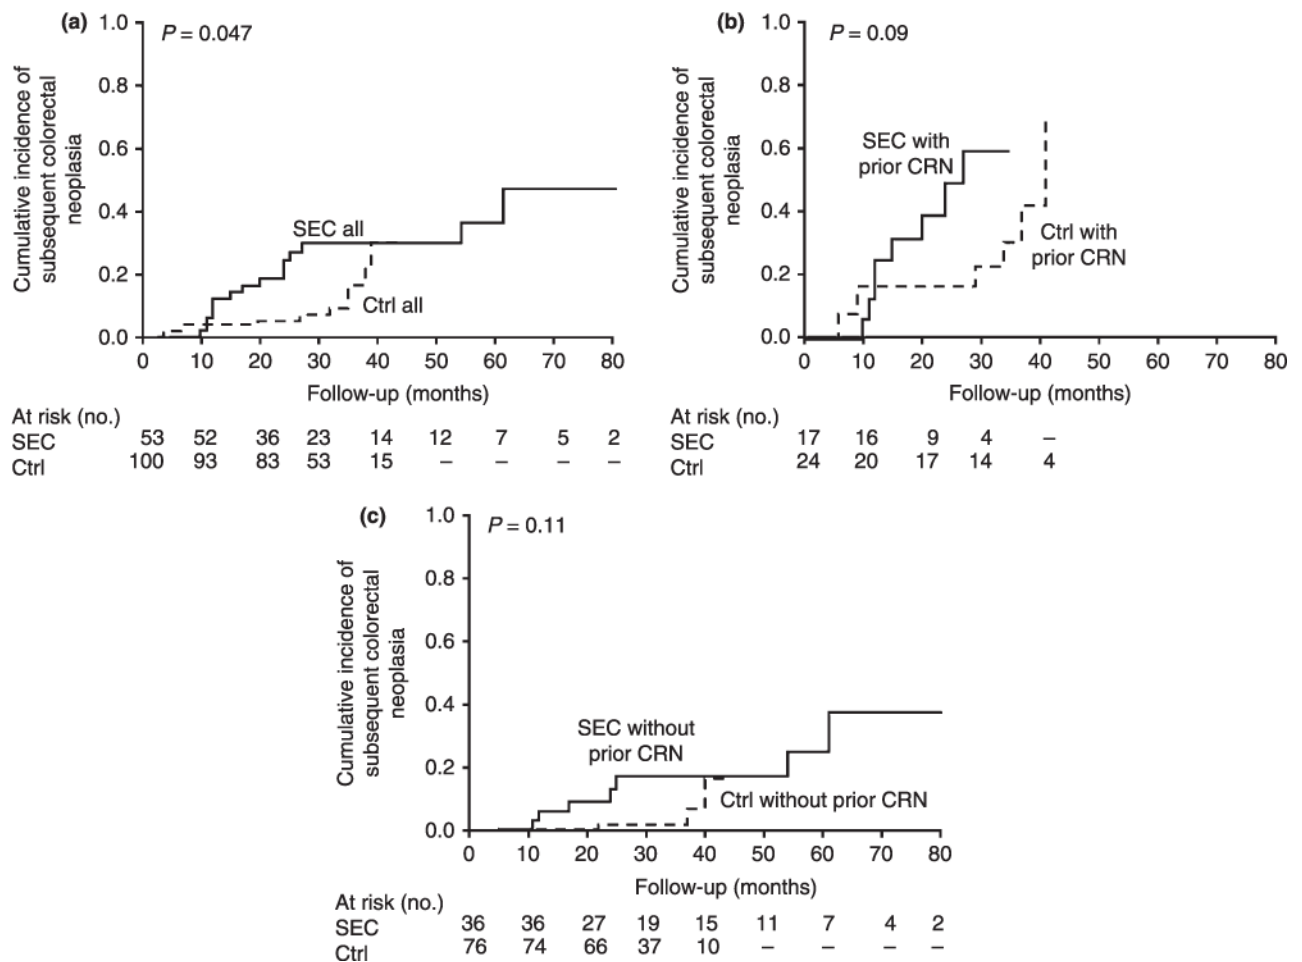 (a)
P = 0.047
Cumulative incidence of
subsequent colorectal
neoplasia
1.0
0.8
0.6
0.4
0.2
0.0
SEC all
Ctrl all
0 10 20 30 40 50 60 70 80
Follow-up (months)
At risk (no.)
SEC 53 52 36 23 14 12 7 5 2
Ctrl 100 93 83 53 15 – – – –
(b)
P = 0.09
Cumulative incidence of
subsequent colorectal
neoplasia
1.0
0.8
0.6
0.4
0.2
0.0
SEC with
prior CRN
Ctrl with
prior CRN
0 10 20 30 40 50 60 70 80
Follow-up (months)
At risk (no.)
SEC 17 16 9 4 –
Ctrl 24 20 17 14 4
(c)
P = 0.11
Cumulative incidence of
subsequent colorectal
neoplasia
1.0
0.8
0.6
0.4
0.2
0.0
SEC without
prior CRN
Ctrl without prior CRN
0 10 20 30 40 50 60 70 80
Follow-up (months)
At risk (no.)
SEC 36 36 27 19 15 11 7 4 2
Ctrl 76 74 66 37 10 – – – –